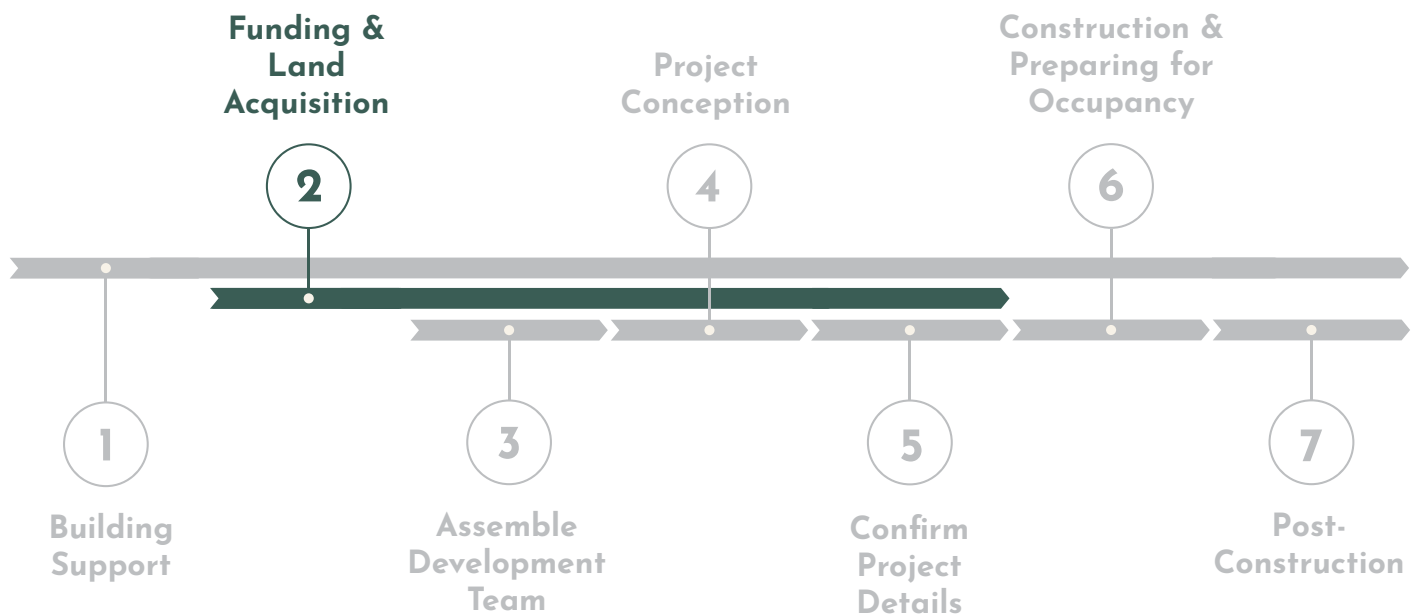 Funding &
Land
Acquisition
2
Project
Conception
4
Construction &
Preparing for
Occupancy
6
1
Building
Support
3
Assemble
Development
Team
5
Confirm
Project
Details
7
Post-
Construction